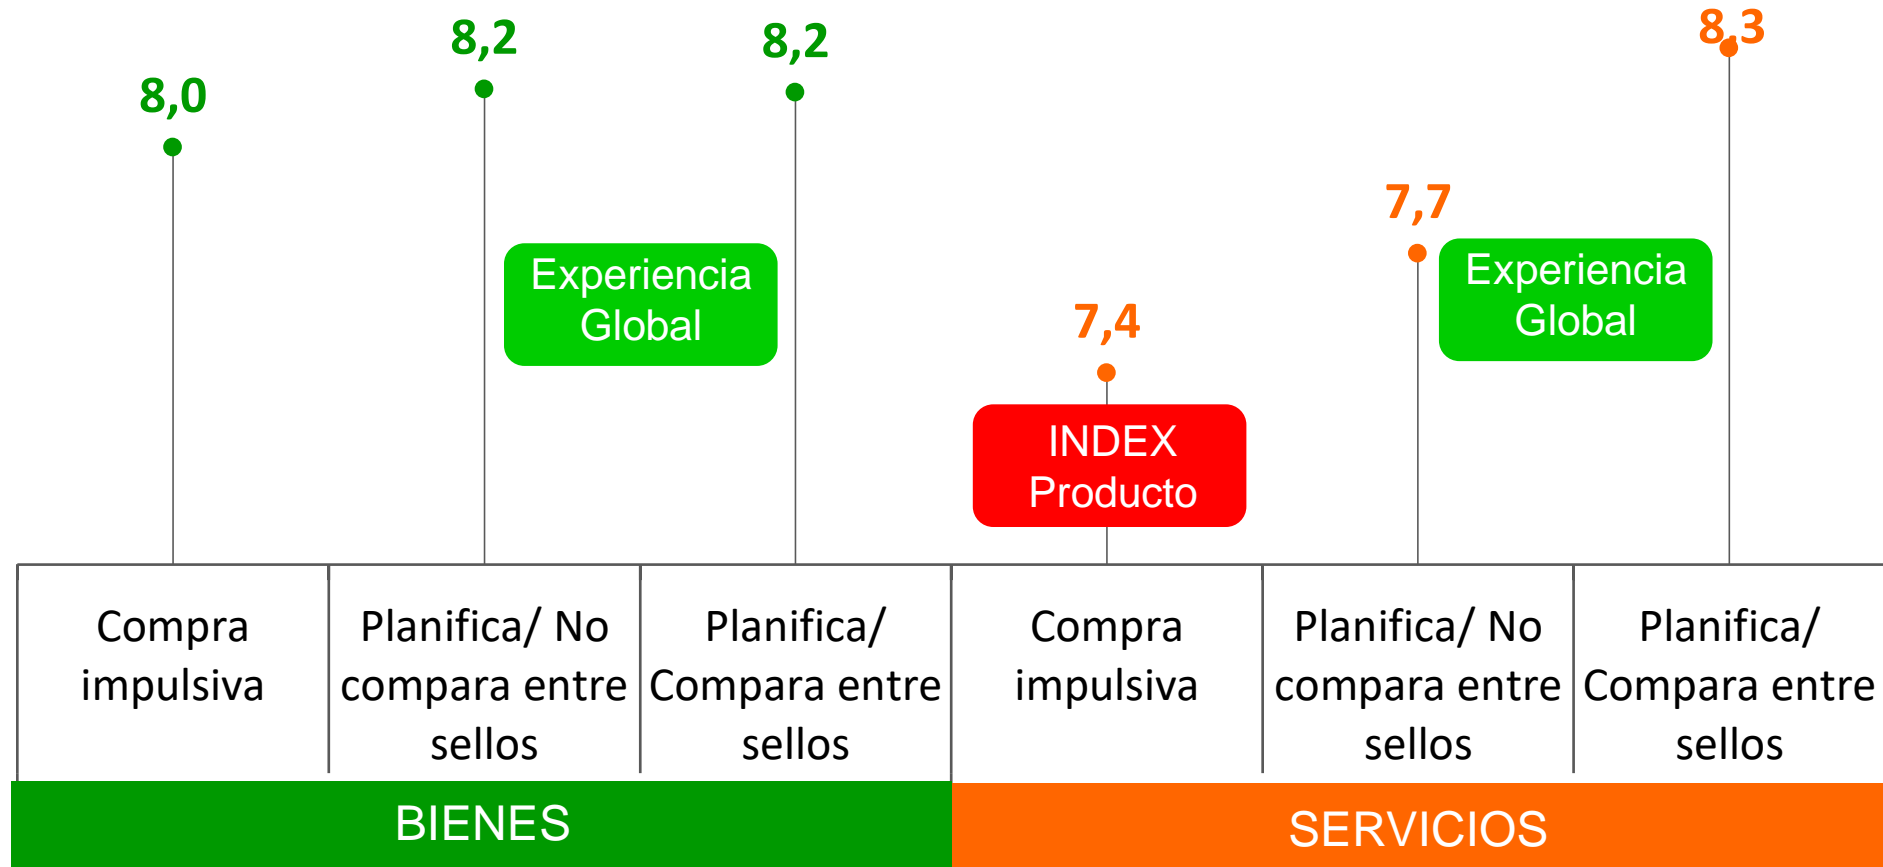 8,0
8,2
8,2
7,4
7,7
8,3
Experiencia
Global
INDEX
Producto
Experiencia
Global
Compra
impulsiva
Planifica/ No
compara entre
sellos
Planifica/
Compara entre
sellos
Compra
impulsiva
Planifica/ No
compara entre
sellos
Planifica/
Compara entre
sellos
BIENES
SERVICIOS